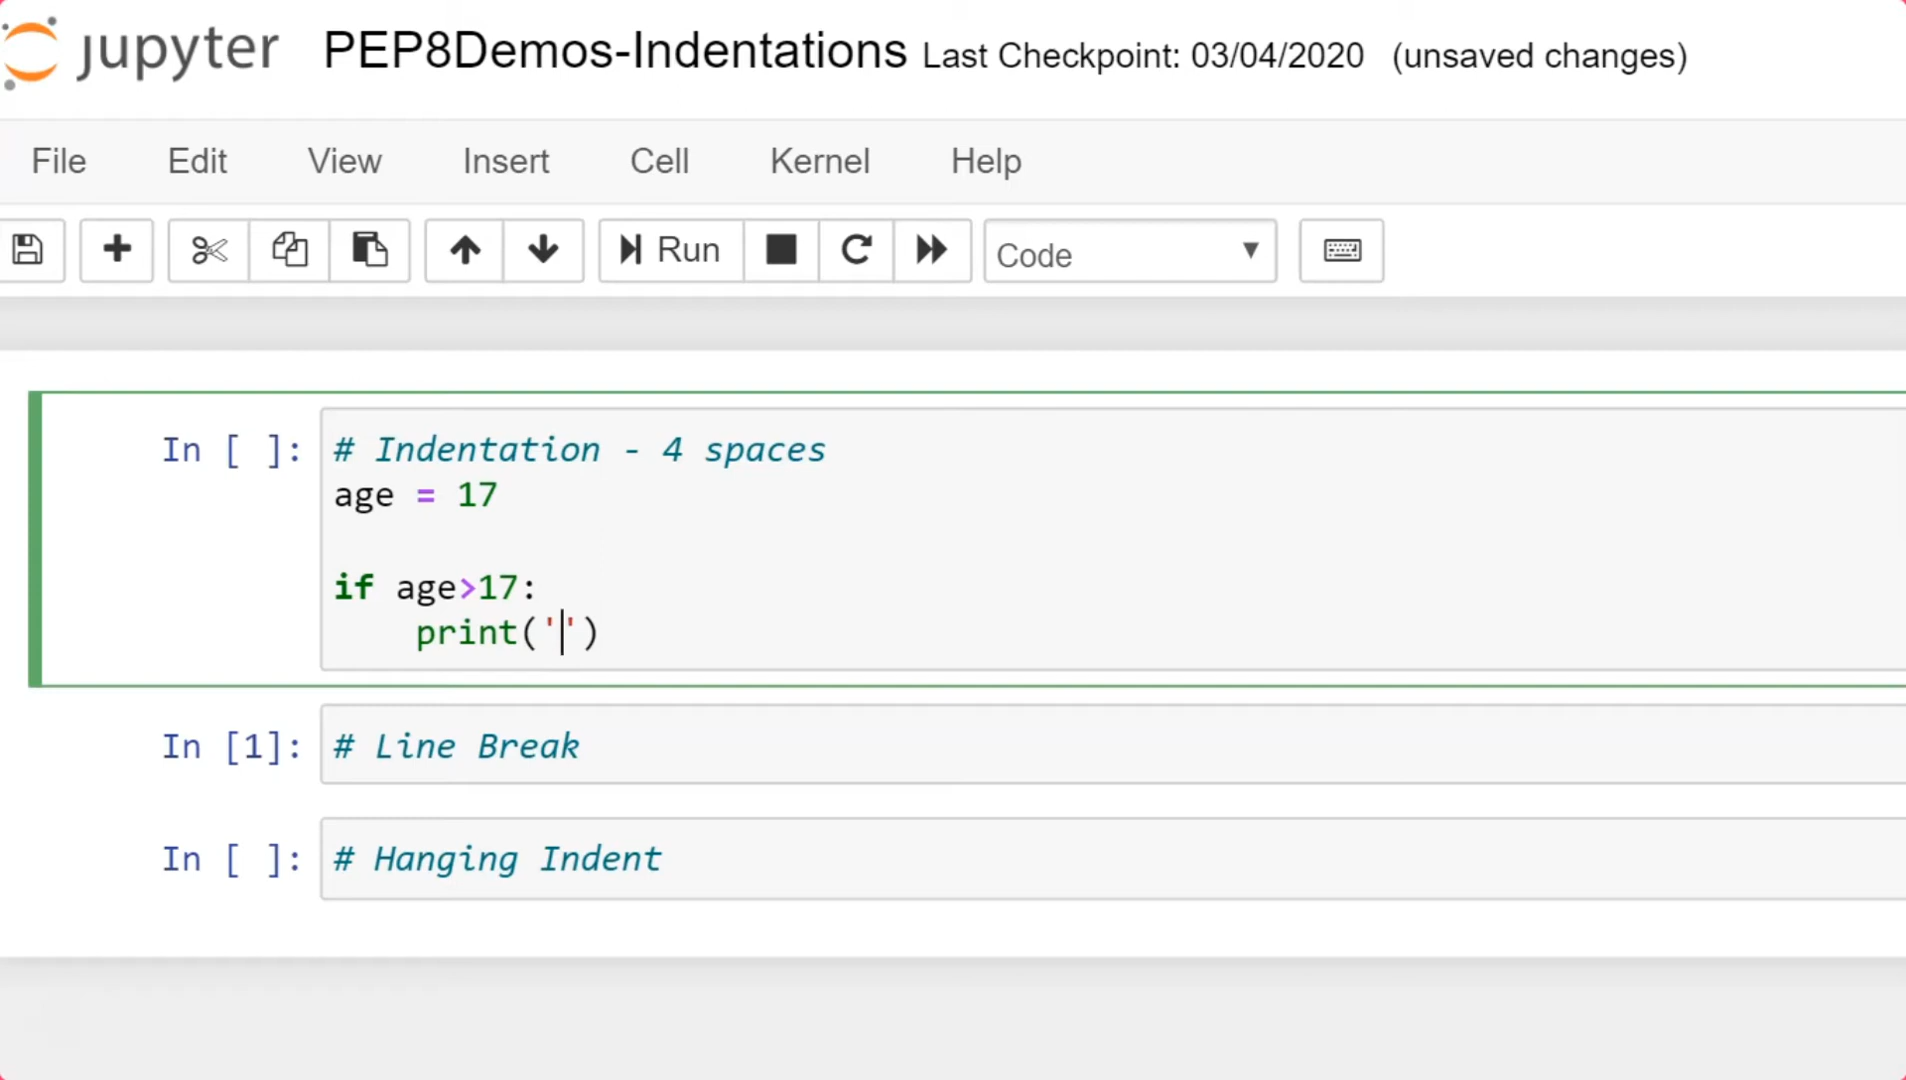 jupyter PEP8Demos-Indentations Last Checkpoint: 03/04/2020 (unsaved changes)
File Edit View Insert Cell Kernel Help
Run Code
In [ ]: # Indentation - 4 spaces
age = 17
if age>17:
    print('')
In [1]: # Line Break
In [ ]: # Hanging Indent